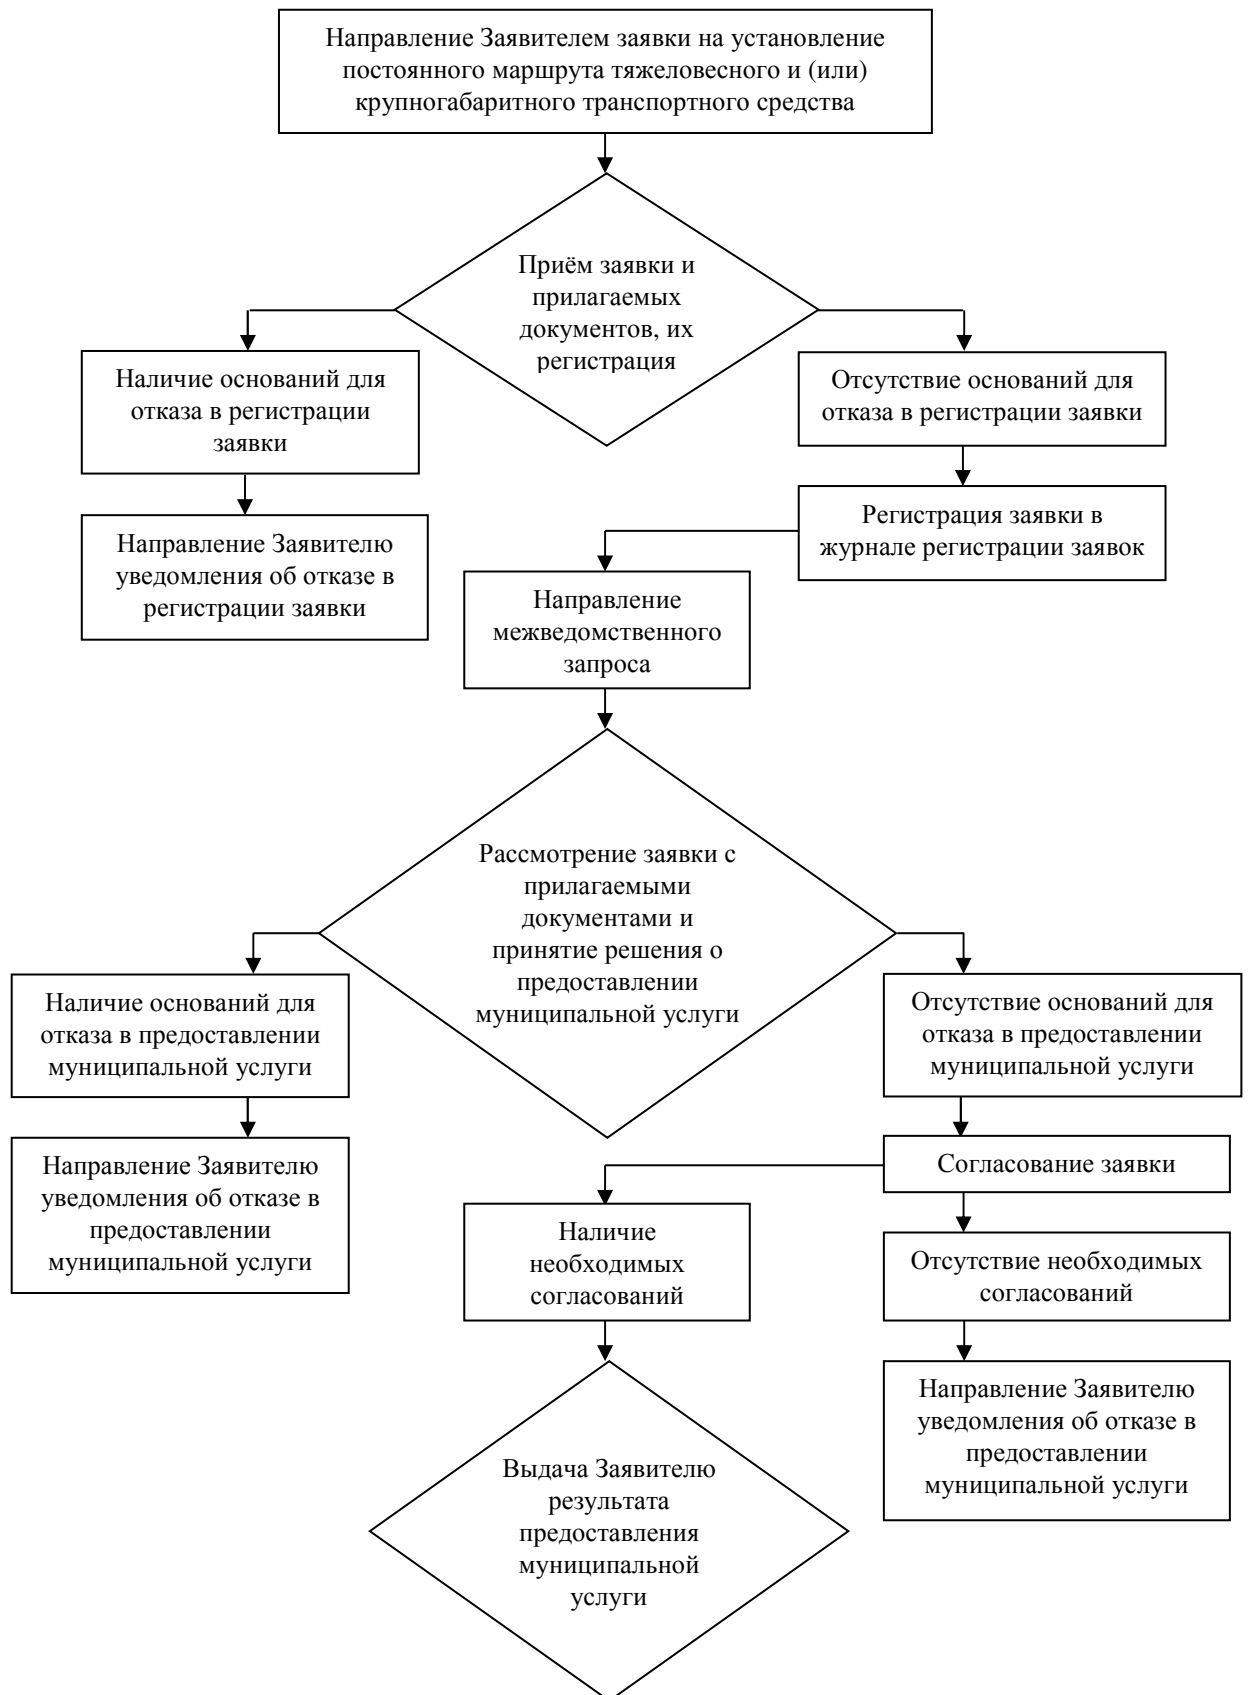 Направление Заявителем заявки на установление
постоянного маршрута тяжеловесного и (или)
крупногабаритного транспортного средства
Приём заявки и
прилагаемых
документов, их
регистрация
Наличие оснований для
отказа в регистрации
заявки
Отсутствие оснований для
отказа в регистрации заявки
Направление Заявителю
уведомления об отказе в
регистрации заявки
Регистрация заявки в
журнале регистрации заявок
Направление
межведомственного
запроса
Рассмотрение заявки с
прилагаемыми
документами и
принятие решения о
предоставлении
муниципальной услуги
Наличие оснований для
отказа в предоставлении
муниципальной услуги
Отсутствие оснований для
отказа в предоставлении
муниципальной услуги
Направление Заявителю
уведомления об отказе в
предоставлении
муниципальной услуги
Согласование заявки
Наличие
необходимых
согласований
Отсутствие необходимых
согласований
Направление Заявителю
уведомления об отказе в
предоставлении
муниципальной услуги
Выдача Заявителю
результата
предоставления
муниципальной
услуги